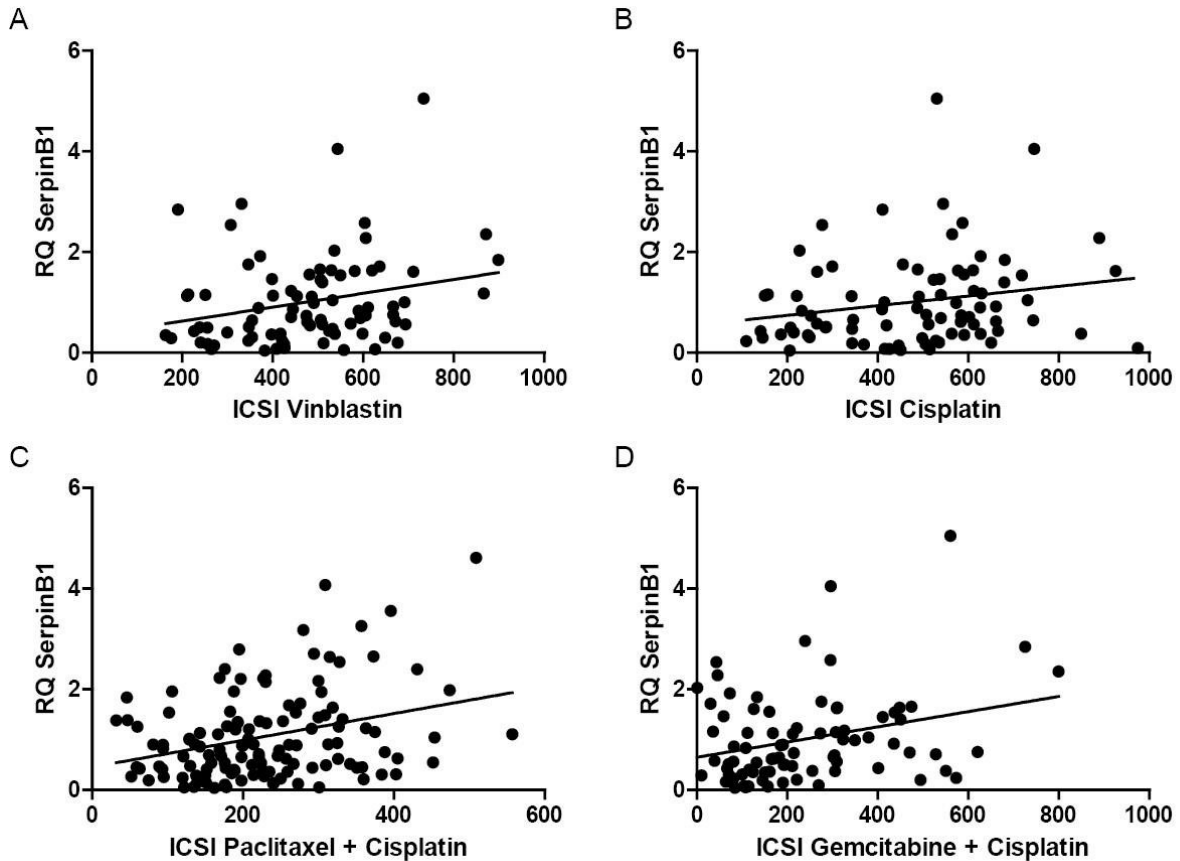 A
B
6
4
2
0
RQ SerpinB1
0 200 400 600 800 1000
ICSI Vinblastin
6
4
2
0
RQ SerpinB1
0 200 400 600 800 1000
ICSI Cisplatin
C
D
6
4
2
0
RQ SerpinB1
0 200 400 600
ICSI Paclitaxel + Cisplatin
6
4
2
0
RQ SerpinB1
0 200 400 600 800 1000
ICSI Gemcitabine + Cisplatin